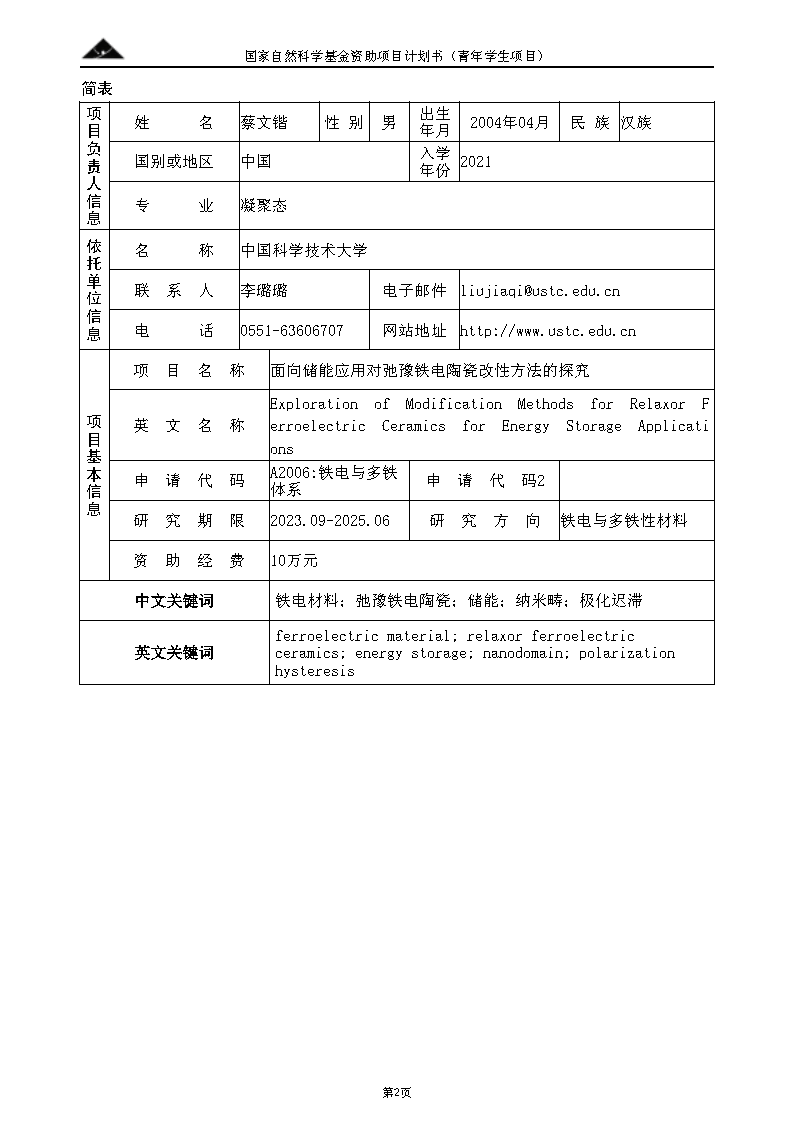 国家自然科学基金资助项目计划书（青年学生项目）
简表
项目负责人信息
姓 名 蔡文锴 性 别 男 出生年月 2004年04月 民 族 汉族
国别或地区 中国 入学年份 2021
专 业 凝聚态
依托单位信息
名 称 中国科学技术大学
联 系 人 李璐璐 电子邮件 liujiaqi@ustc.edu.cn
电 话 0551-63606707 网站地址 http://www.ustc.edu.cn
项目基本信息
项 目 名 称 面向储能应用对弛豫铁电陶瓷改性方法的探究
英 文 名 称 Exploration of Modification Methods for Relaxor F
erroelectric Ceramics for Energy Storage Applicati
ons
申 请 代 码 A2006:铁电与多铁
体系 申 请 代 码2
研 究 期 限 2023.09-2025.06 研 究 方 向 铁电与多铁性材料
资 助 经 费 10万元
中文关键词 铁电材料; 弛豫铁电陶瓷; 储能; 纳米畴; 极化迟滞
英文关键词 ferroelectric material; relaxor ferroelectric
ceramics; energy storage; nanodomain; polarization
hysteresis
第2页